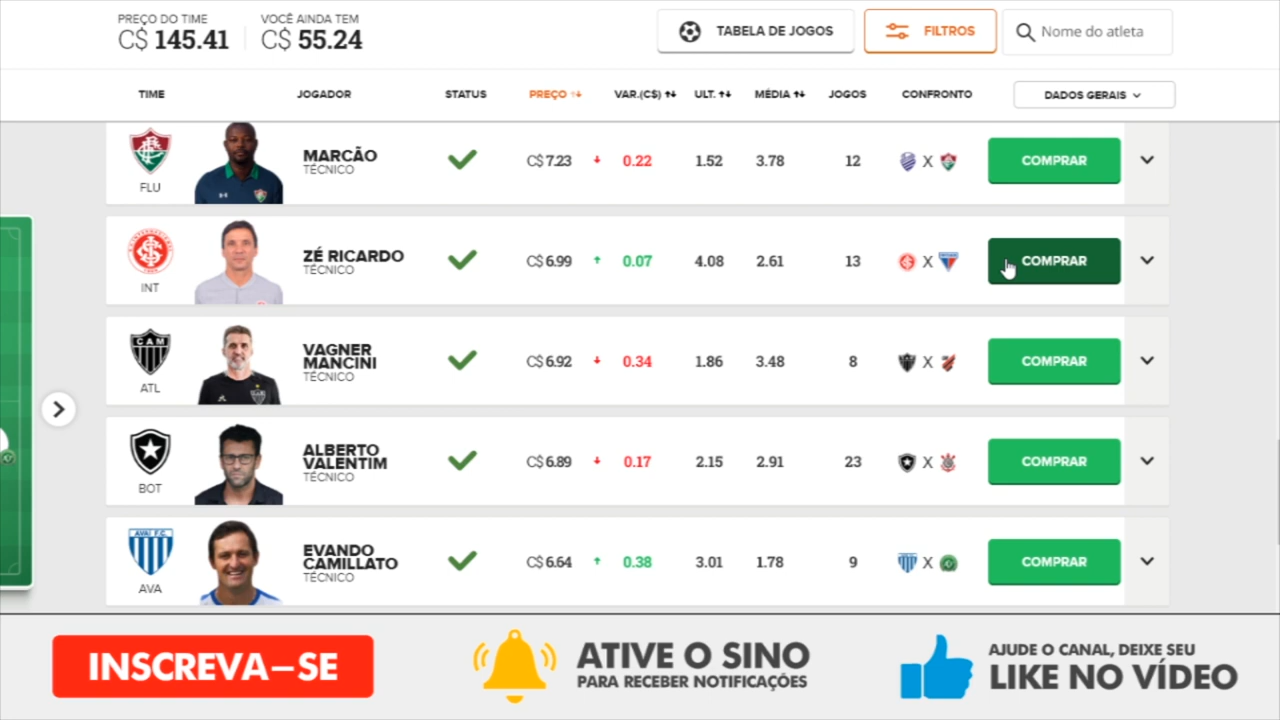 PREÇO DO TIME
C$ 145.41
VOCÊ AINDA TEM
C$ 55.24
TABELA DE JOGOS
FILTROS
Nome do atleta
TIME JOGADOR STATUS PREÇO VAR.(C$) ULT. MÉDIA JOGOS CONFRONTO DADOS GERAIS
FLU
MARCÃO
TÉCNICO
C$ 7.23 0.22 1.52 3.78 12 X COMPRAR
INT
ZÉ RICARDO
TÉCNICO
C$ 6.99 0.07 4.08 2.61 13 X COMPRAR
CAM
ATL
VAGNER
MANCINI
TÉCNICO
C$ 6.92 0.34 1.86 3.48 8 X COMPRAR
BOT
ALBERTO
VALENTIM
TÉCNICO
C$ 6.89 0.17 2.15 2.91 23 X COMPRAR
AVAÍ F.C.
AVA
EVANDO
CAMILLATO
TÉCNICO
C$ 6.64 0.38 3.01 1.78 9 X COMPRAR
INSCREVA-SE
ATIVE O SINO
PARA RECEBER NOTIFICAÇÕES
AJUDE O CANAL, DEIXE SEU
LIKE NO VÍDEO